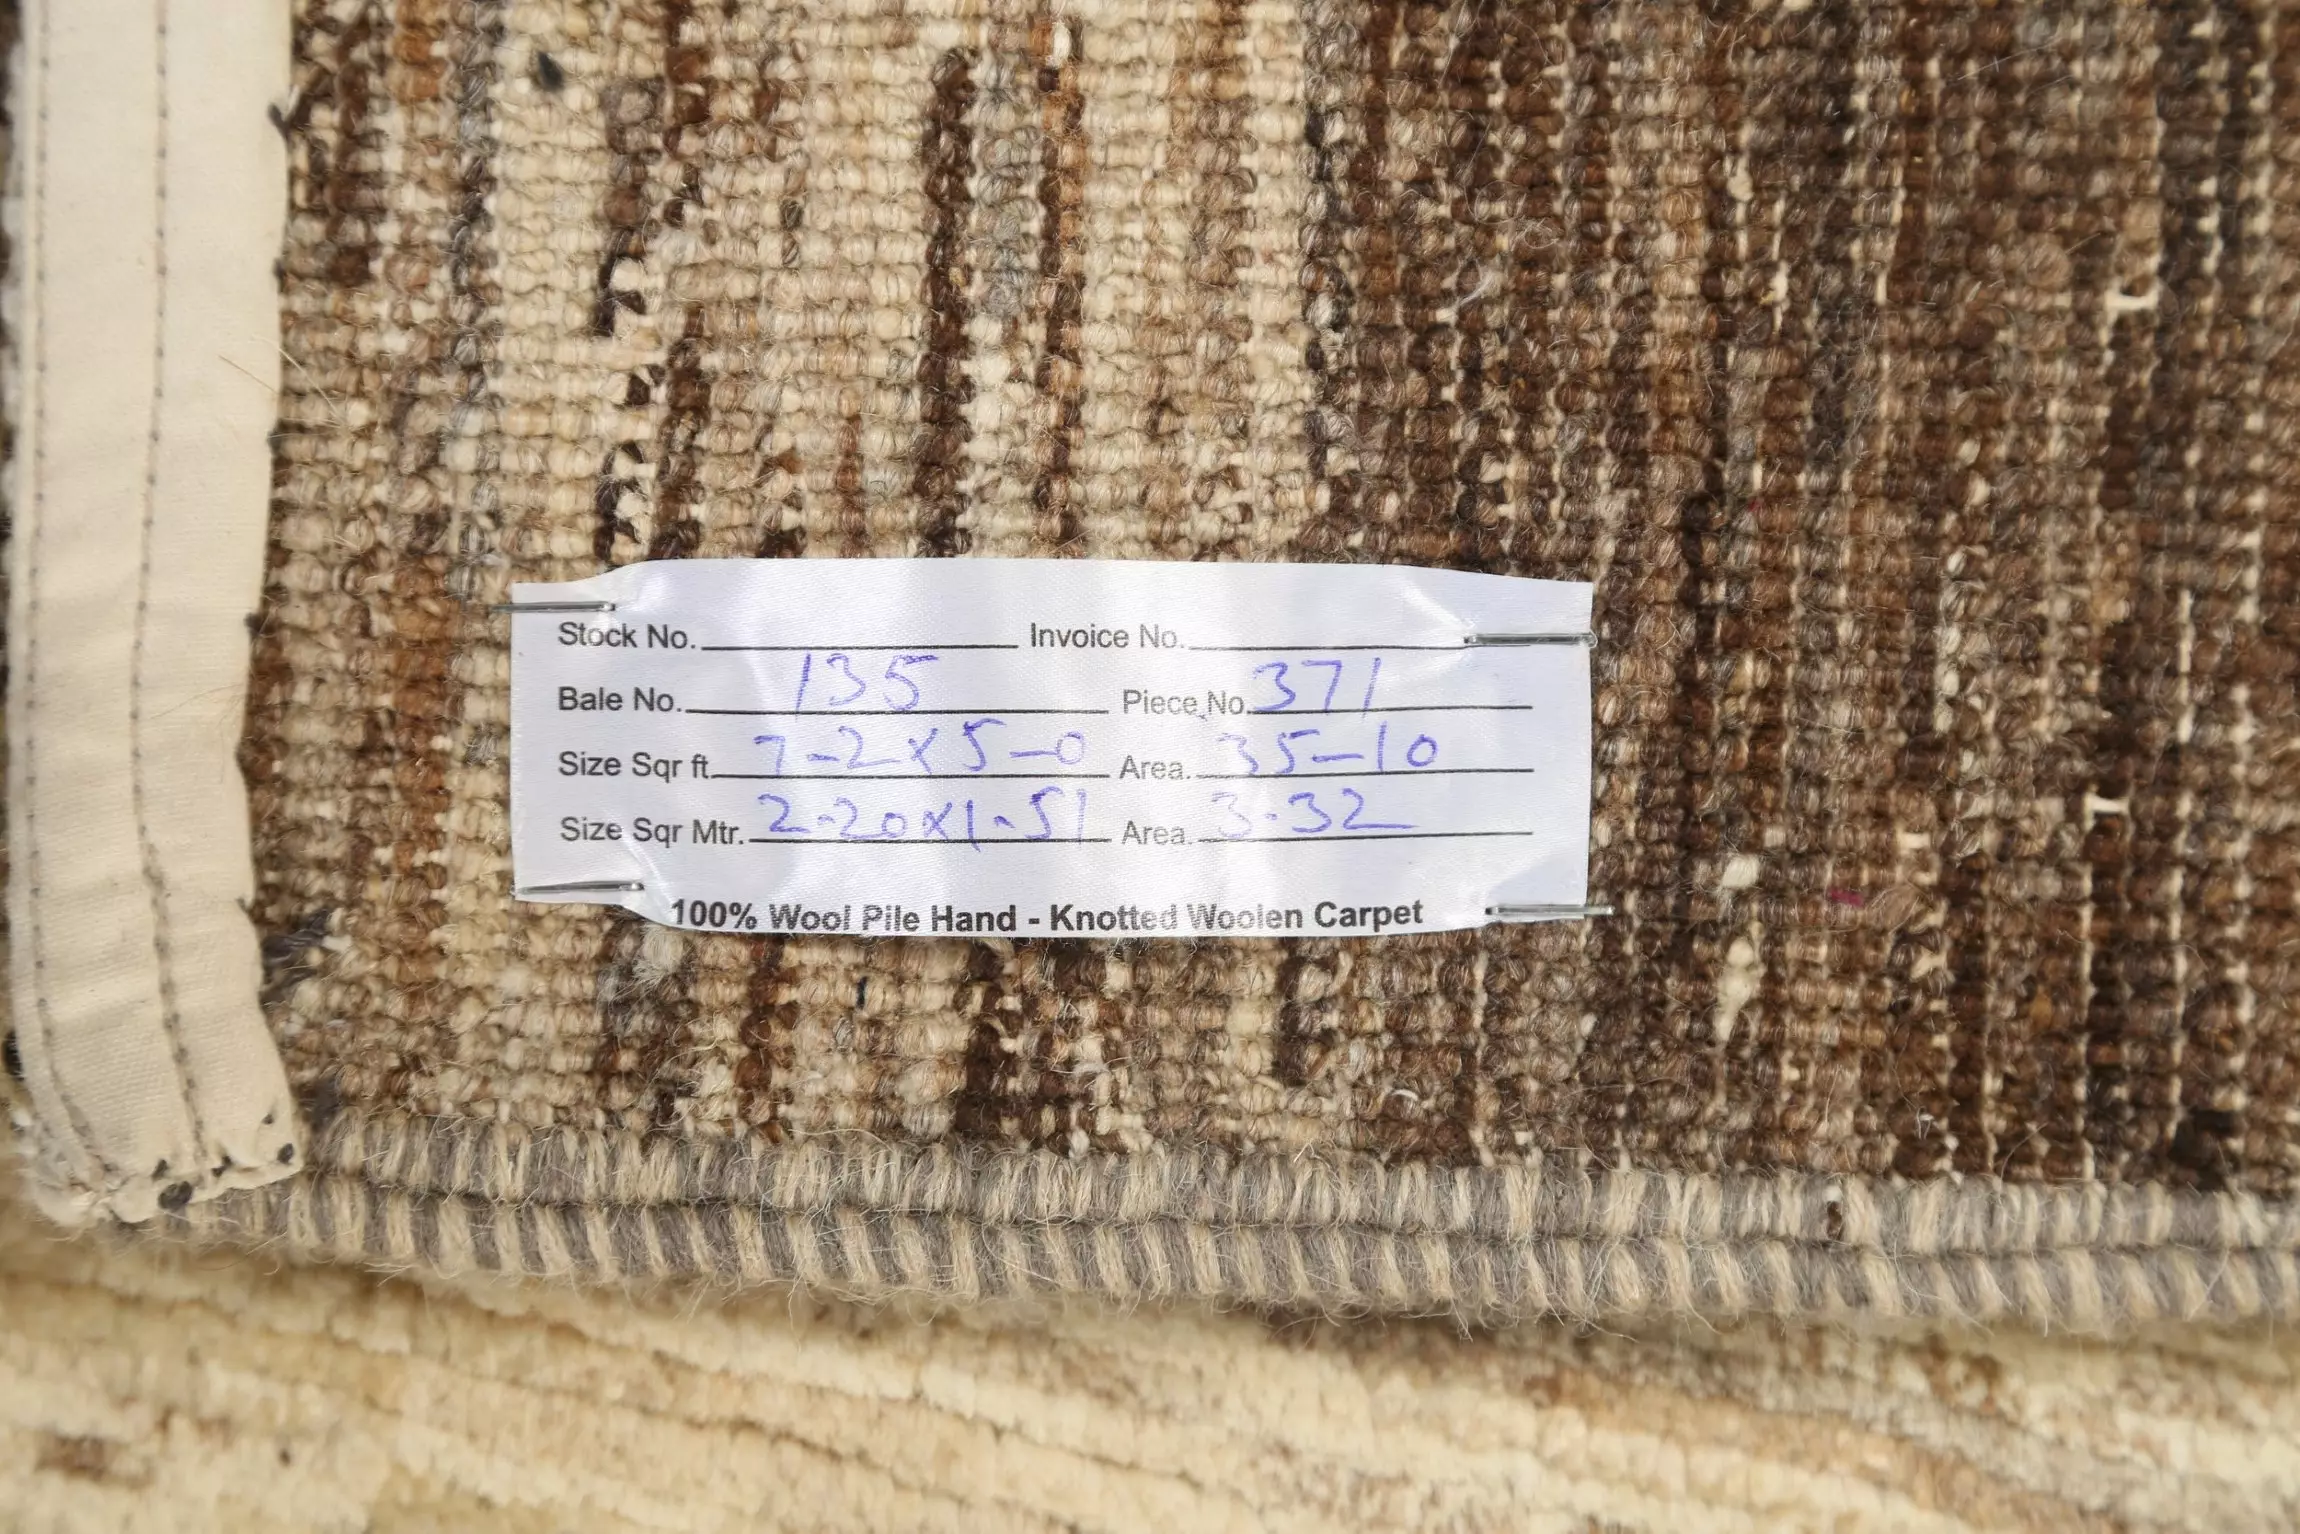 Stock No. Invoice No.
Bale No. 135 Piece No. 371
Size Sqr ft. 7-2x5-0 Area. 35-10
Size Sqr Mtr. 2.20x1.51 Area. 3.32
100% Wool Pile Hand - Knotted Woolen Carpet